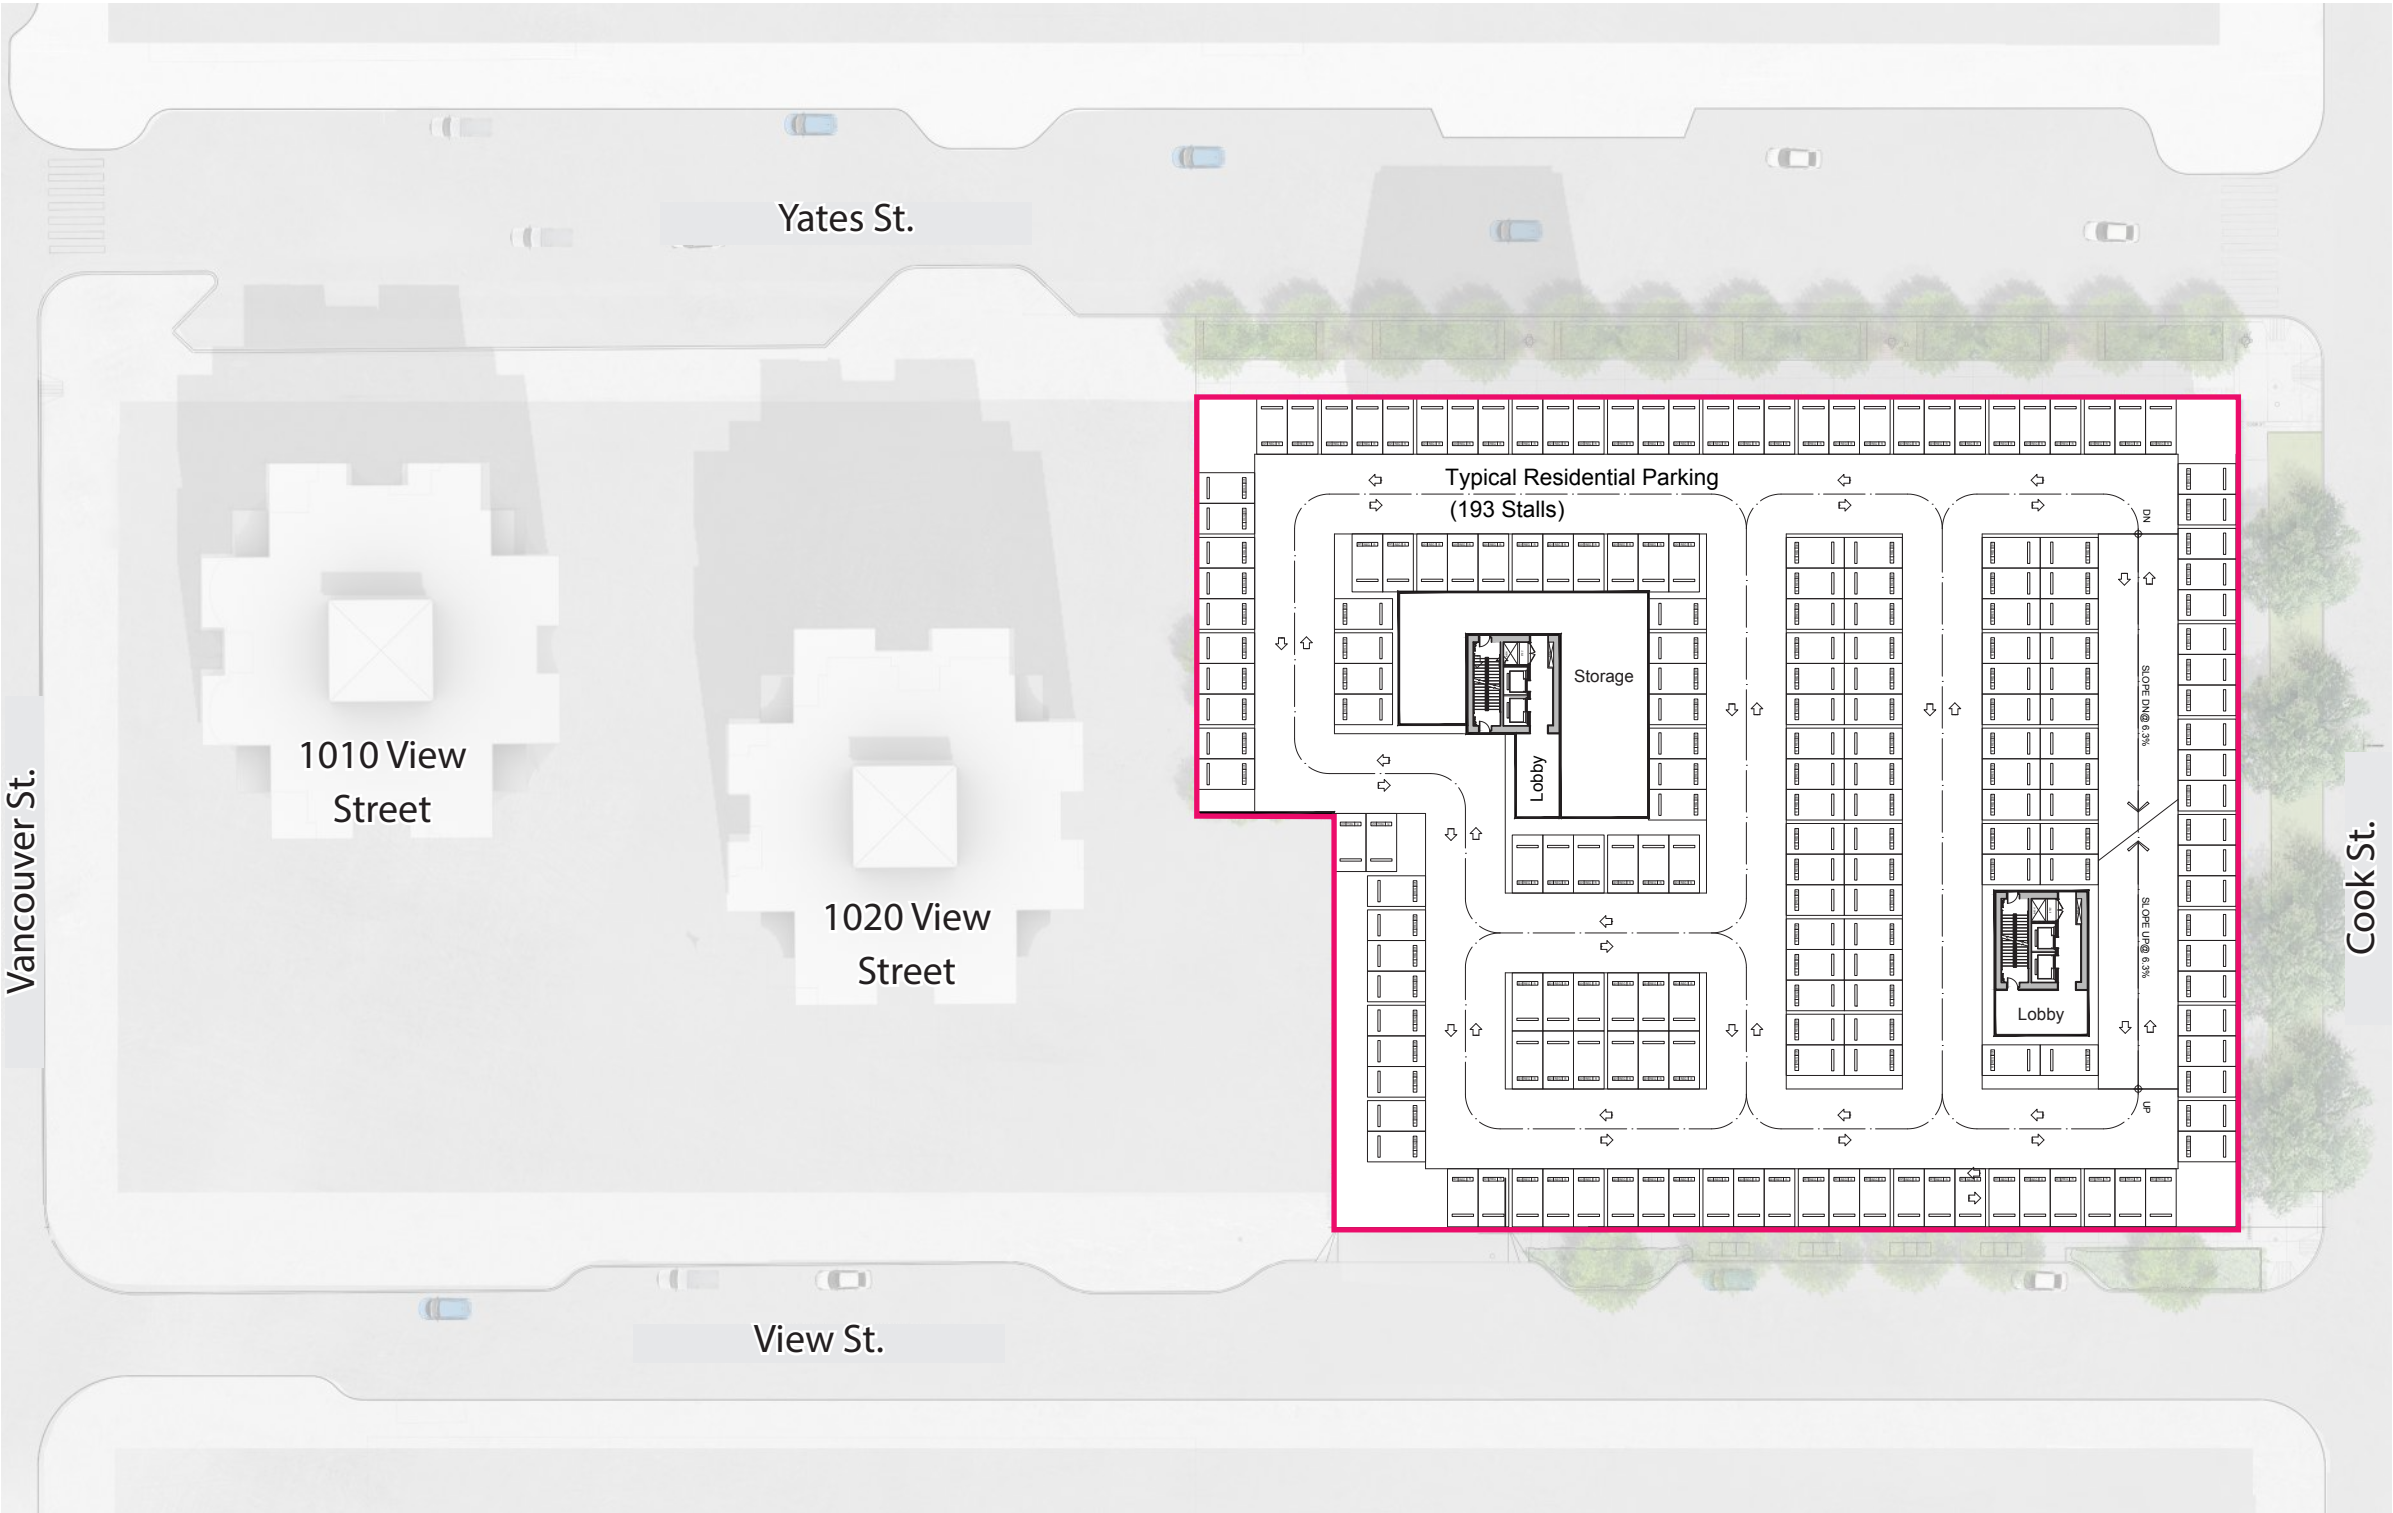 Yates St.
Typical Residential Parking
(193 Stalls)
DN
Storage
SLOPE DN@ 6.3%
1010 View
Street
Lobby
Vancouver St.
Cook St.
1020 View
Street
SLOPE UP@ 6.3%
Lobby
UP
View St.